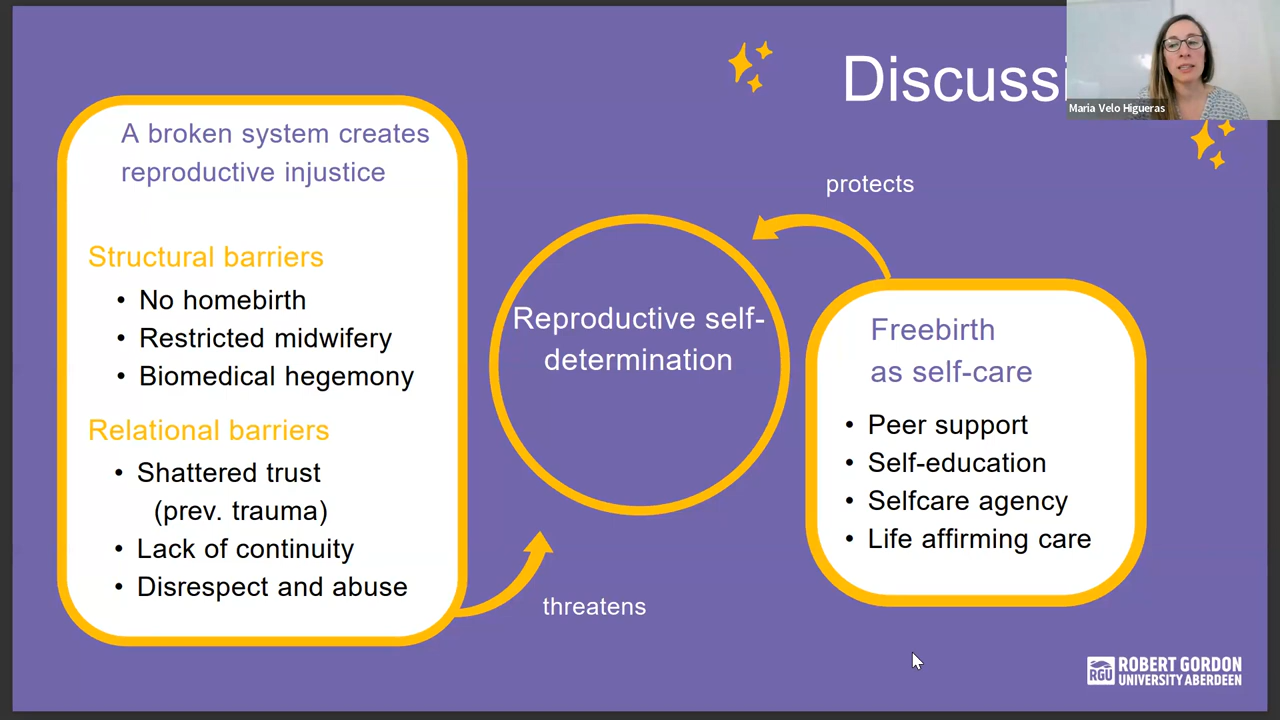 Discussi
Maria Velo Higueras
A broken system creates
reproductive injustice
Structural barriers
• No homebirth
• Restricted midwifery
• Biomedical hegemony
Relational barriers
• Shattered trust
(prev. trauma)
• Lack of continuity
• Disrespect and abuse
threatens
Reproductive self-
determination
protects
Freebirth
as self-care
• Peer support
• Self-education
• Selfcare agency
• Life affirming care
RGU
ROBERT GORDON
UNIVERSITY ABERDEEN